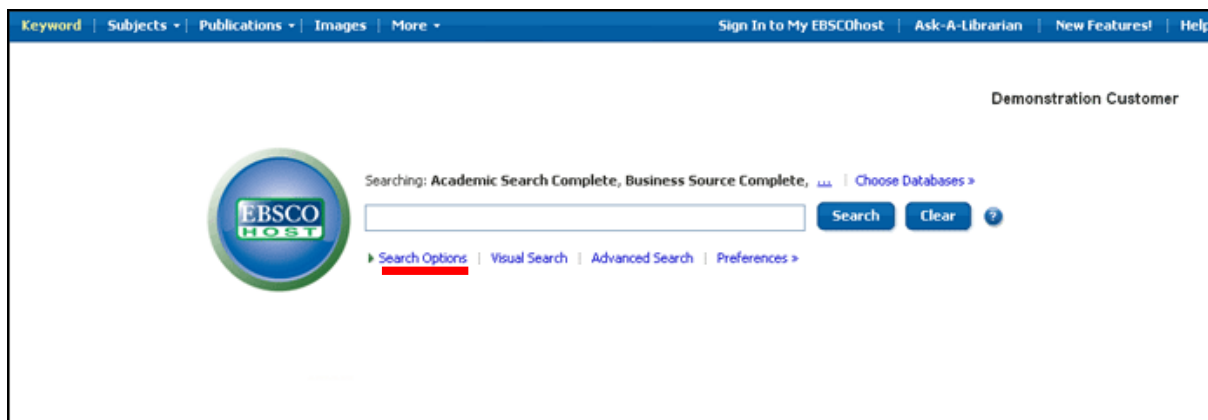 Keyword | Subjects | Publications | Images | More Sign In to My EBSCOhost | Ask-A-Librarian | New Features! | Help
Demonstration Customer
Searching: Academic Search Complete, Business Source Complete, ... | Choose Databases »
EBSCO
HOST
Search Clear ?
Search Options | Visual Search | Advanced Search | Preferences »